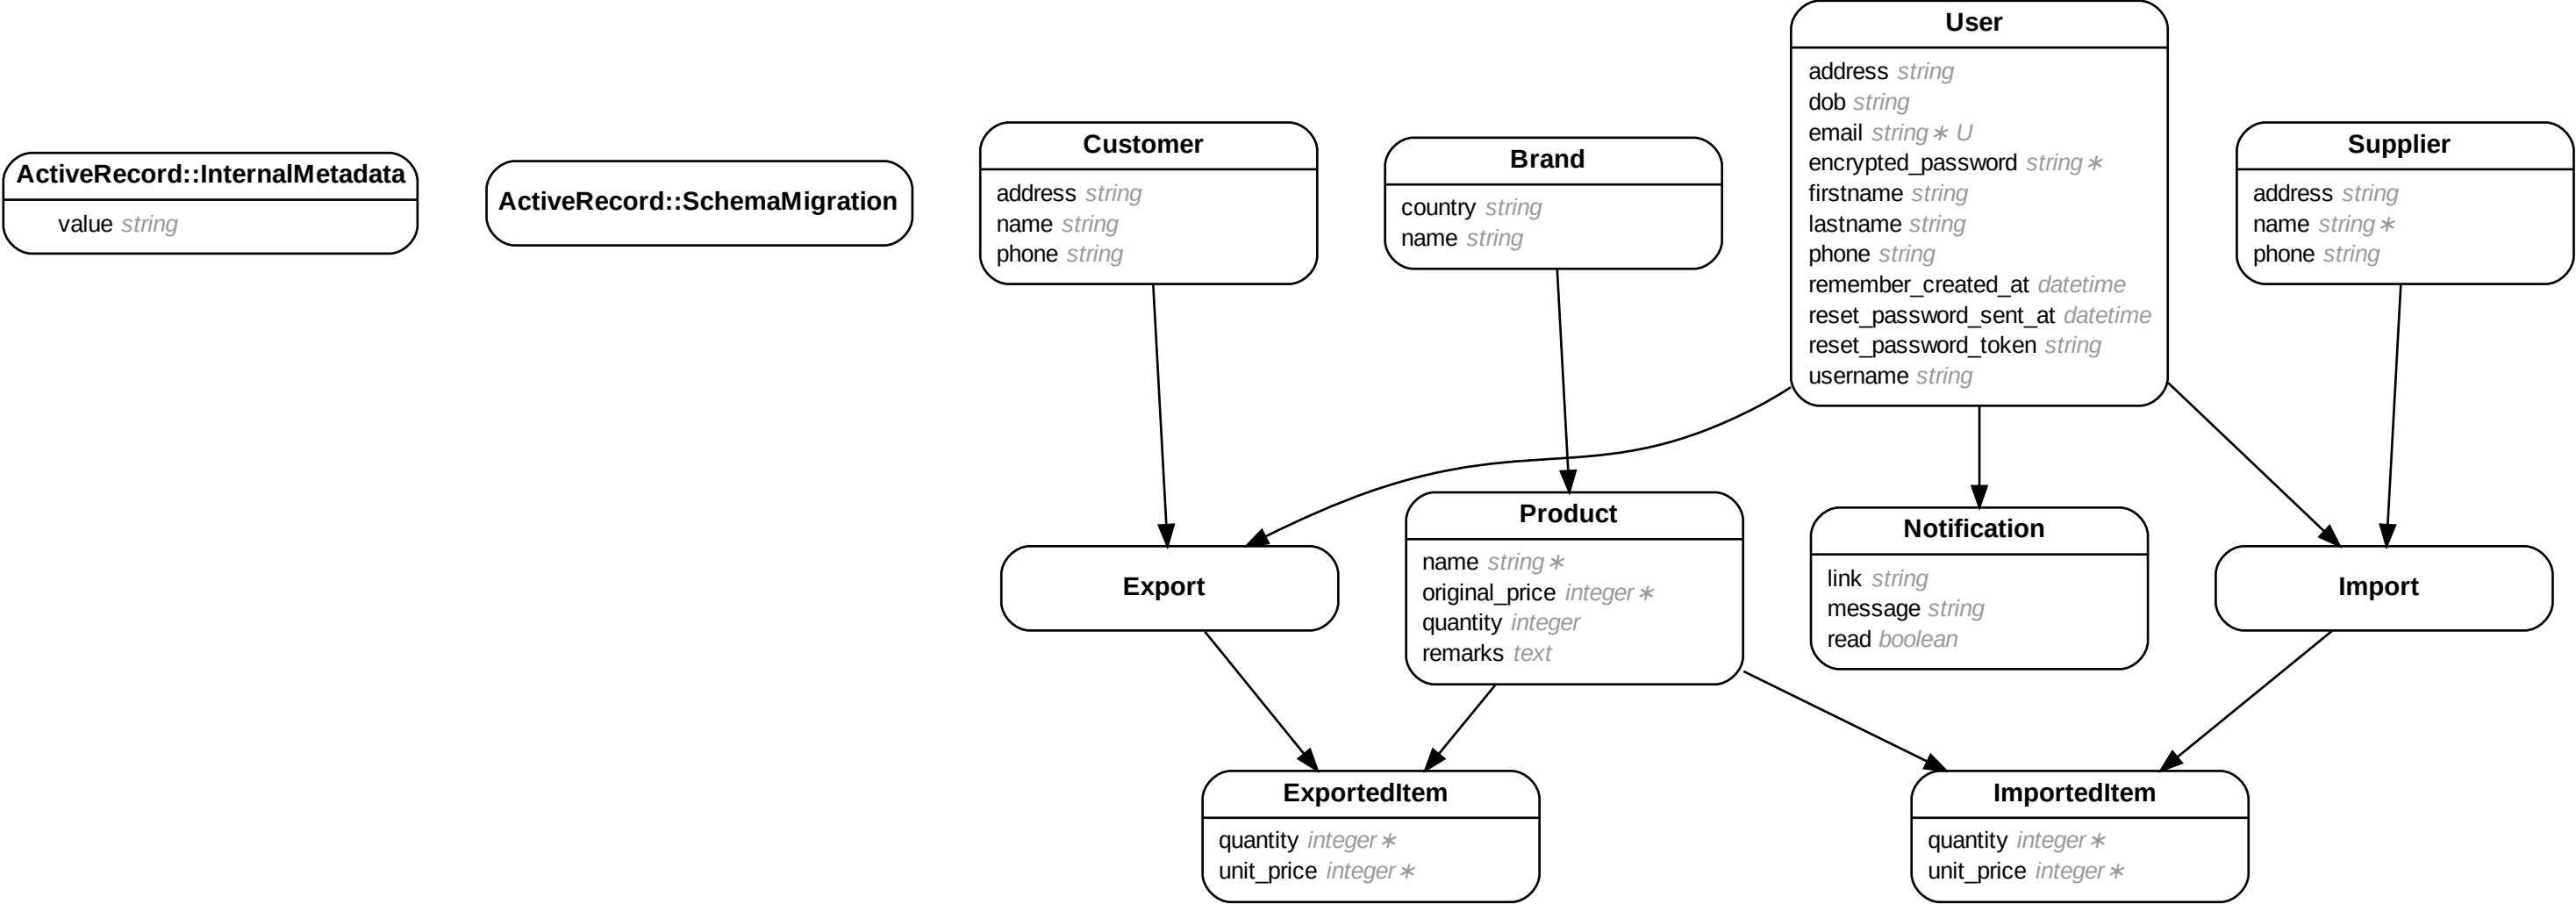 ActiveRecord::InternalMetadata
value string
ActiveRecord::SchemaMigration
Customer
address string
name string
phone string
Brand
country string
name string
User
address string
dob string
email string∗ U
encrypted_password string∗
firstname string
lastname string
phone string
remember_created_at datetime
reset_password_sent_at datetime
reset_password_token string
username string
Supplier
address string
name string∗
phone string
Export
Product
name string∗
original_price integer∗
quantity integer
remarks text
Notification
link string
message string
read boolean
Import
ExportedItem
quantity integer∗
unit_price integer∗
ImportedItem
quantity integer∗
unit_price integer∗